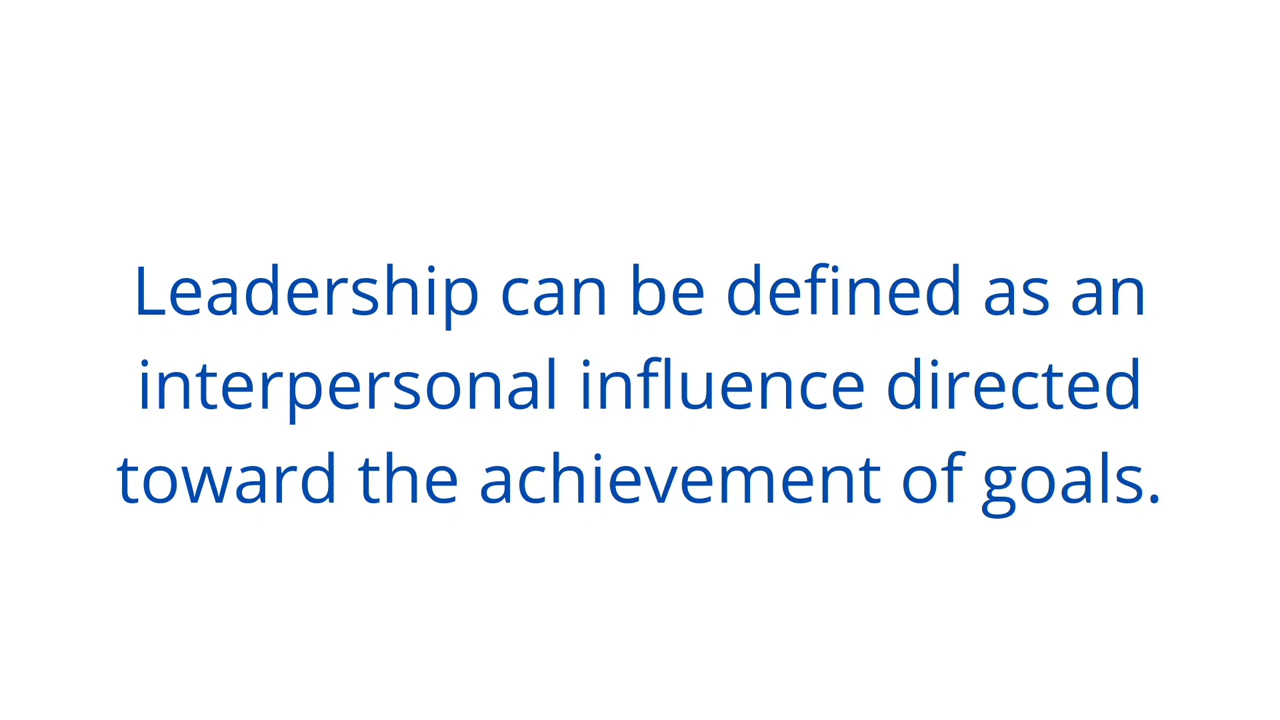 Leadership can be defined as an
interpersonal influence directed
toward the achievement of goals.